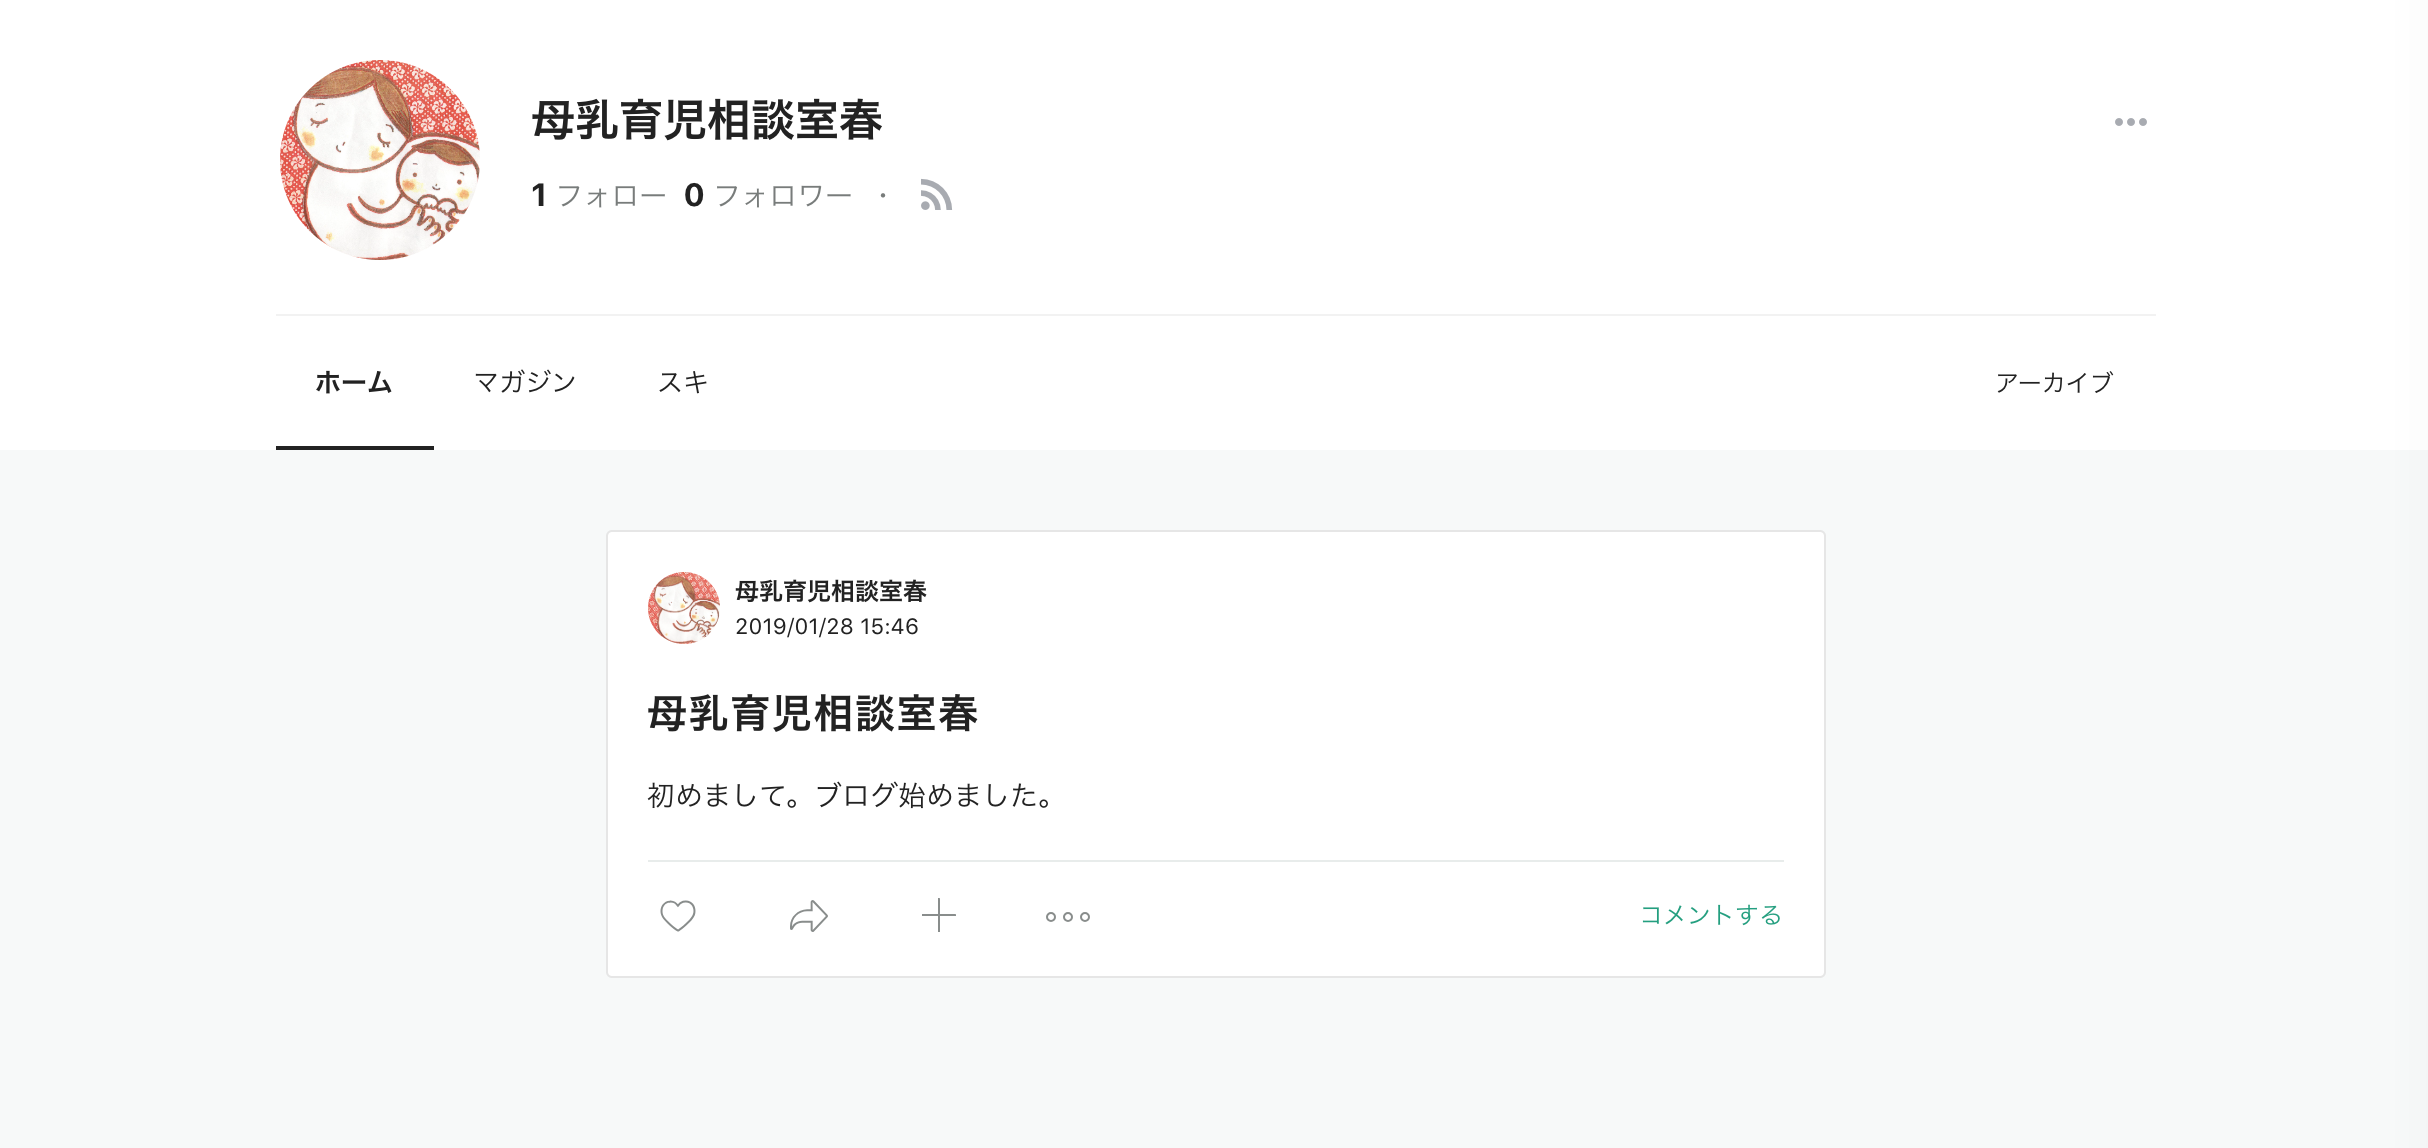 母乳育児相談室春
1 フォロー 0 フォロワー ・
ホーム マガジン スキ アーカイブ
母乳育児相談室春
2019/01/28 15:46
母乳育児相談室春
初めまして。ブログ始めました。
コメントする